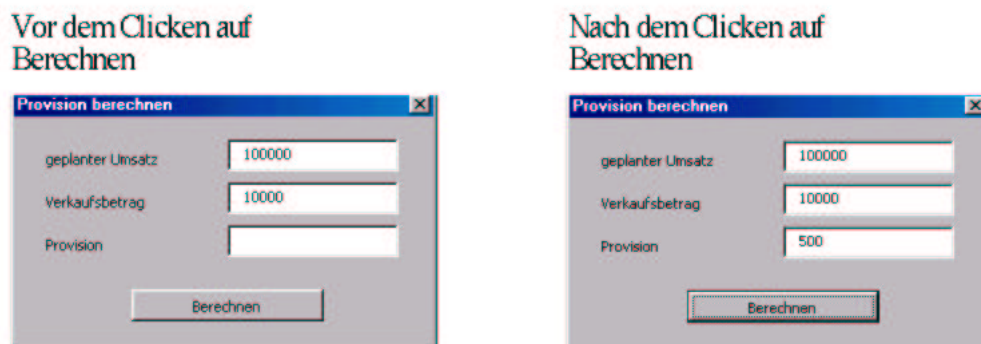 Vor dem Clicken auf
Berechnen
Provision berechnen
geplanter Umsatz 100000
Verkaufsbetrag 10000
Provision
Berechnen
Nach dem Clicken auf
Berechnen
Provision berechnen
geplanter Umsatz 100000
Verkaufsbetrag 10000
Provision 500
Berechnen